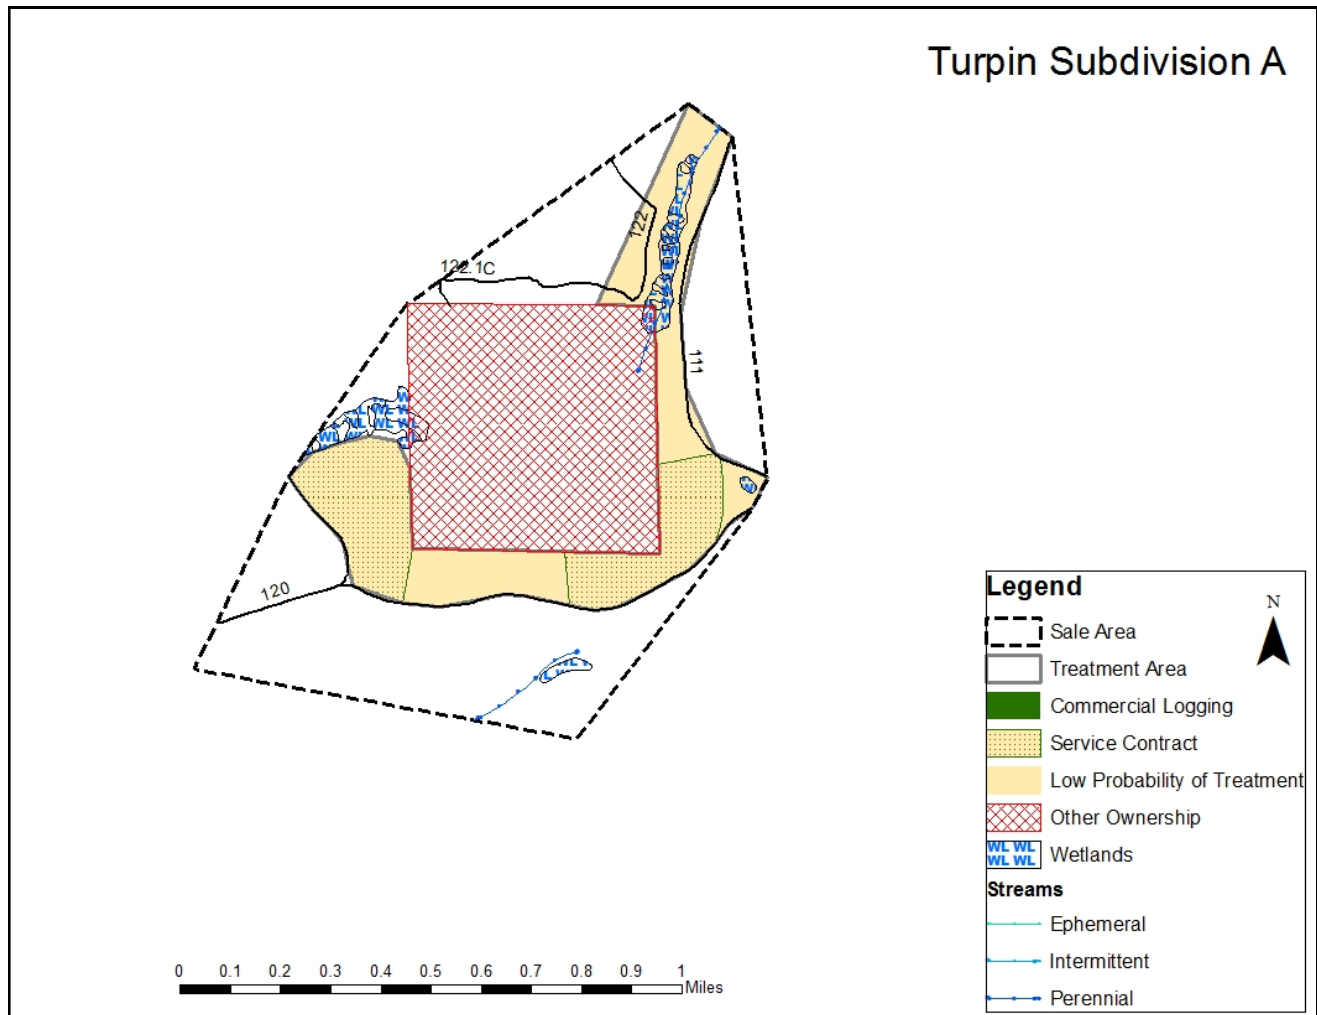 Turpin Subdivision A
122
122.1C
111
120
Legend
N
Sale Area
Treatment Area
Commercial Logging
Service Contract
Low Probability of Treatment
Other Ownership
WL WL
WL WL
Wetlands
Streams
Ephemeral
Intermittent
Perennial
0 0.1 0.2 0.3 0.4 0.5 0.6 0.7 0.8 0.9 1
Miles